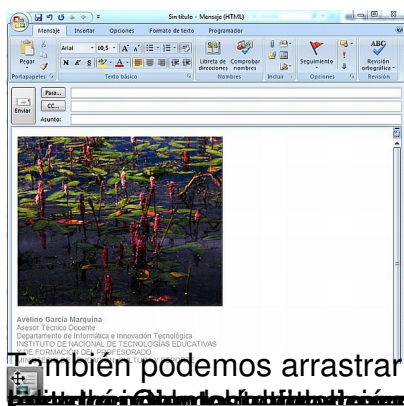 Sin título - Mensaje (HTML)
Mensaje Insertar Opciones Formato de texto Programador
Arial 10,5
Pegar
N K S
Libreta de direcciones
Comprobar nombres
Seguimiento
ABC
Revisión ortográfica
Portapapeles Texto básico Nombres Incluir Opciones Revisión
Enviar
Para...
CC...
Asunto:
Avelino García Marquina
Asesor Técnico Docente
Departamento de Informática e Innovación Tecnológica
INSTITUTO DE NACIONAL DE TECNOLOGÍAS EDUCATIVAS
Y DE FORMACIÓN DEL PROFESORADO
También podemos arrastrar